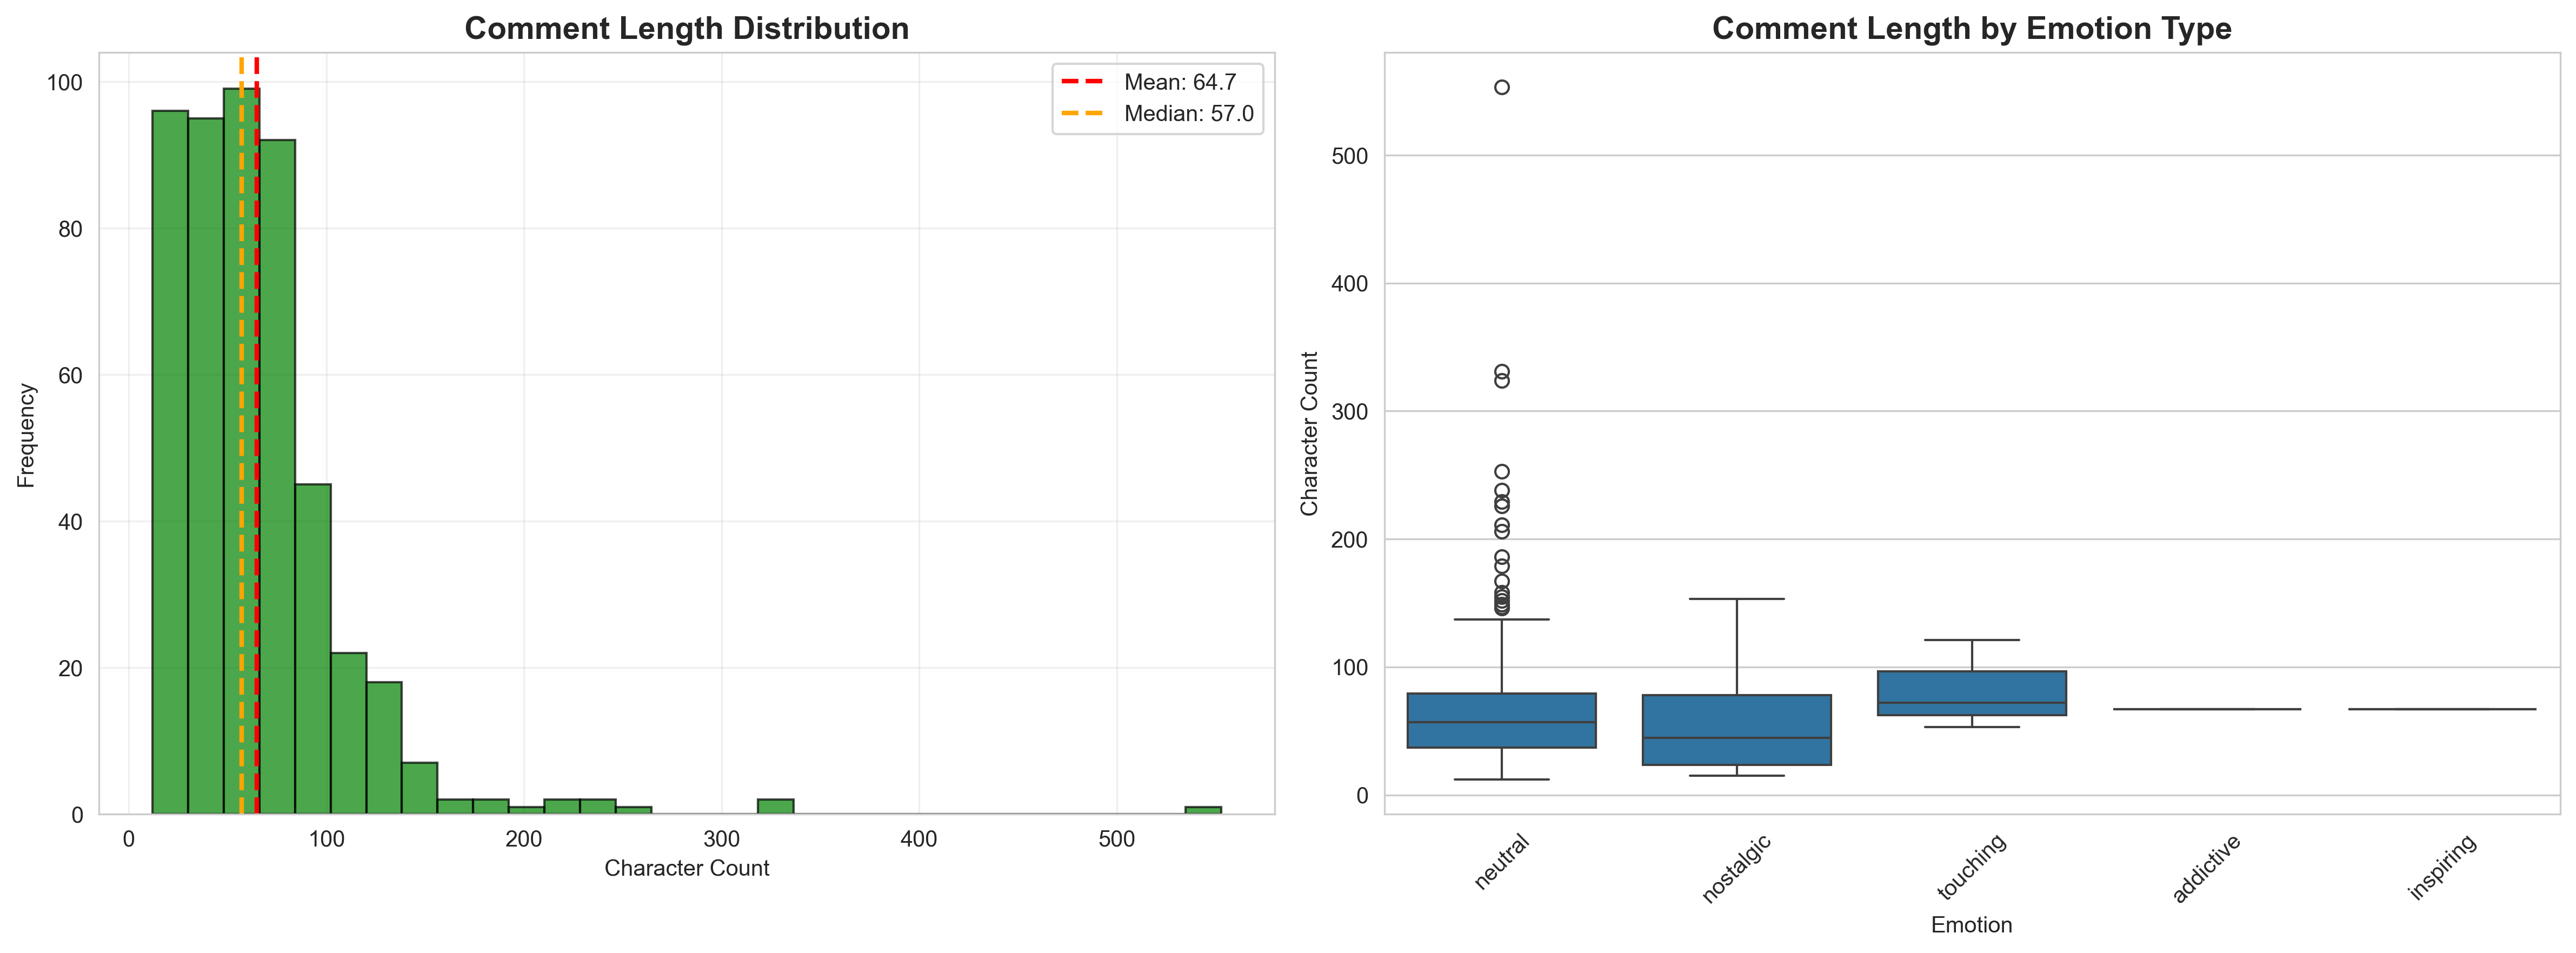 Comment Length Distribution
Mean: 64.7
Median: 57.0
100
80
60
40
20
0
Frequency
0 100 200 300 400 500
Character Count
Comment Length by Emotion Type
500
400
300
200
100
0
Character Count
neutral nostalgic touching addictive inspiring
Emotion